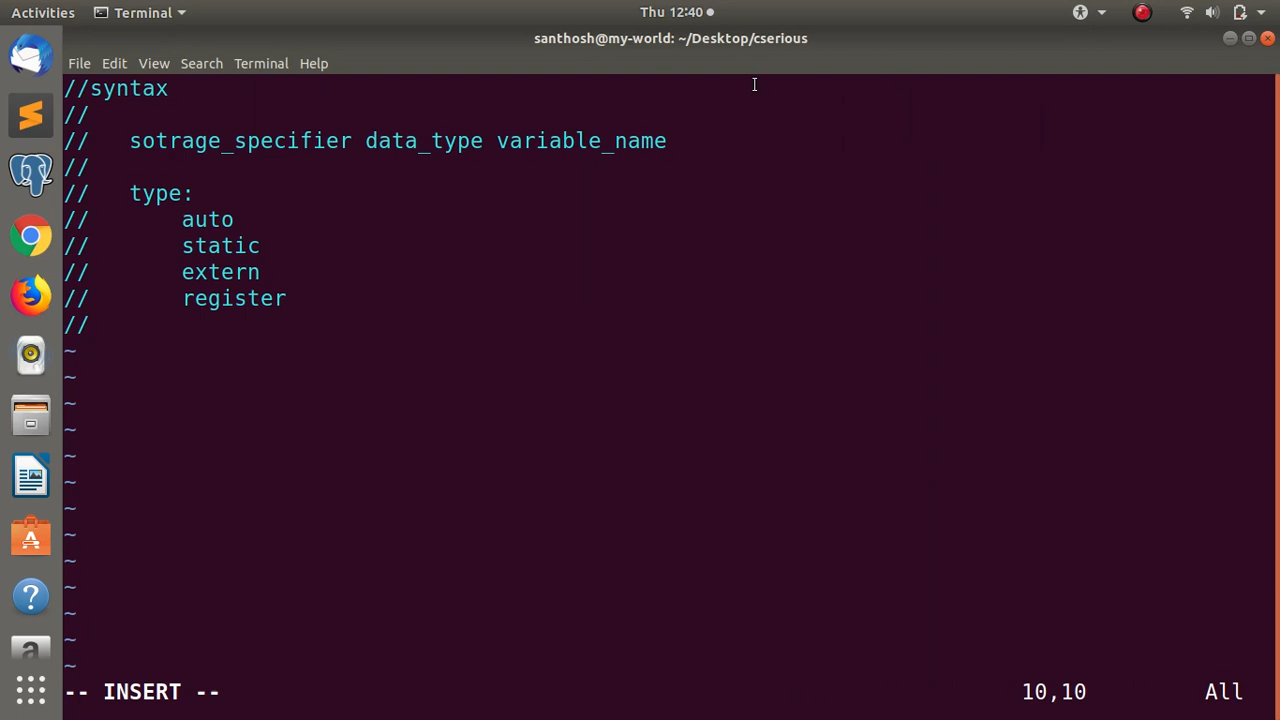 Activities Terminal Thu 12:40
santhosh@my-world: ~/Desktop/cserious
File Edit View Search Terminal Help
//syntax
//
// sotrage_specifier data_type variable_name
//
// type:
// auto
// static
// extern
// register
//
~
~
~
~
~
~
~
~
~
~
~
~
~
-- INSERT -- 10,10 All